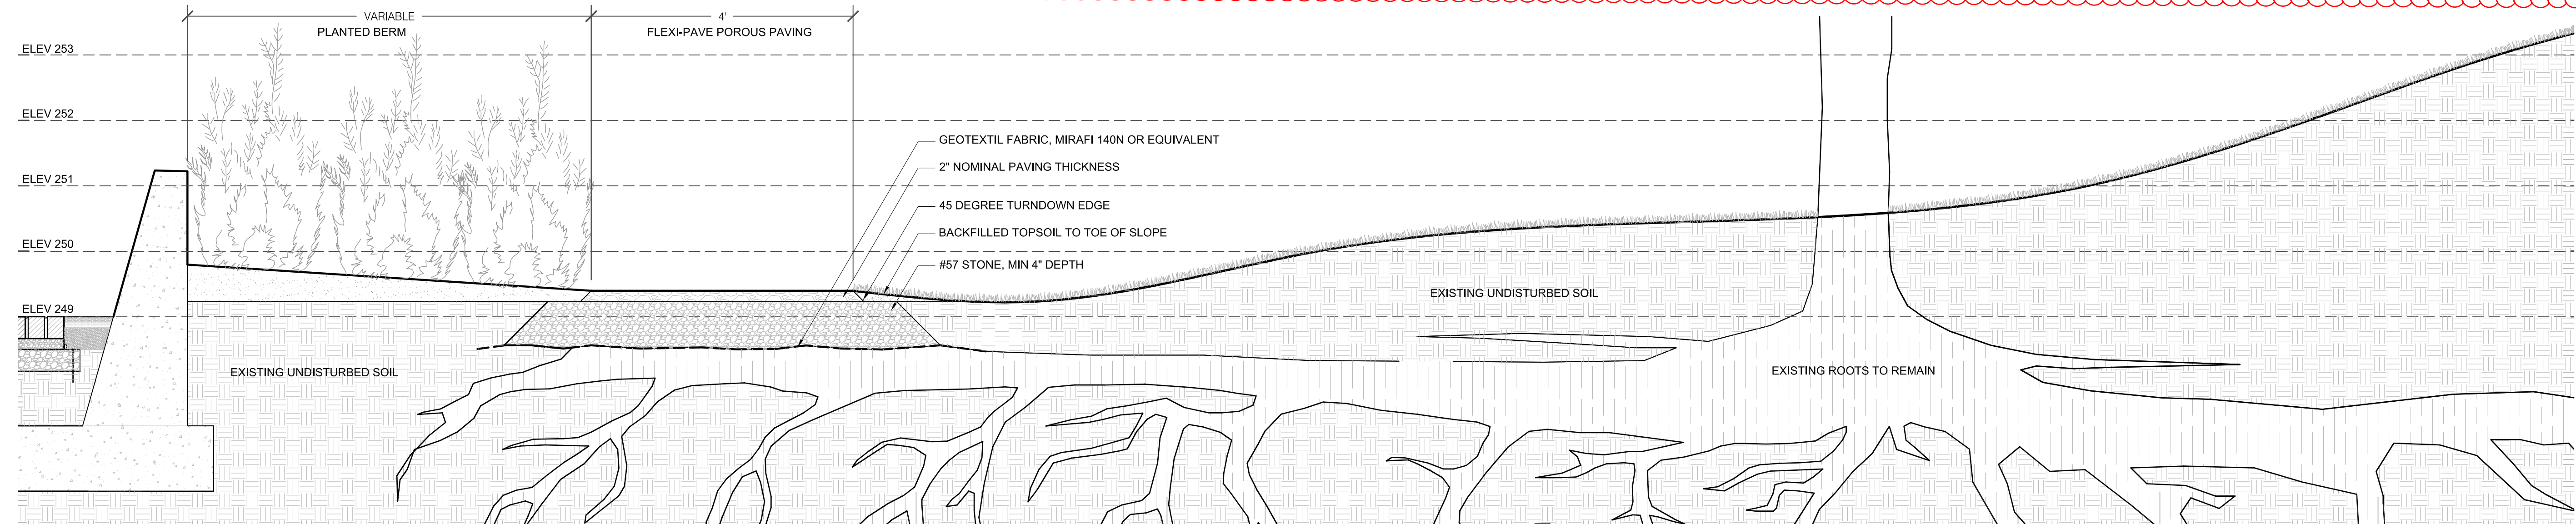 VARIABLE
PLANTED BERM
4'
FLEXI-PAVE POROUS PAVING
ELEV 253
ELEV 252
ELEV 251
ELEV 250
ELEV 249
GEOTEXTIL FABRIC, MIRAFI 140N OR EQUIVALENT
2" NOMINAL PAVING THICKNESS
45 DEGREE TURNDOWN EDGE
BACKFILLED TOPSOIL TO TOE OF SLOPE
#57 STONE, MIN 4" DEPTH
EXISTING UNDISTURBED SOIL
EXISTING UNDISTURBED SOIL
EXISTING ROOTS TO REMAIN